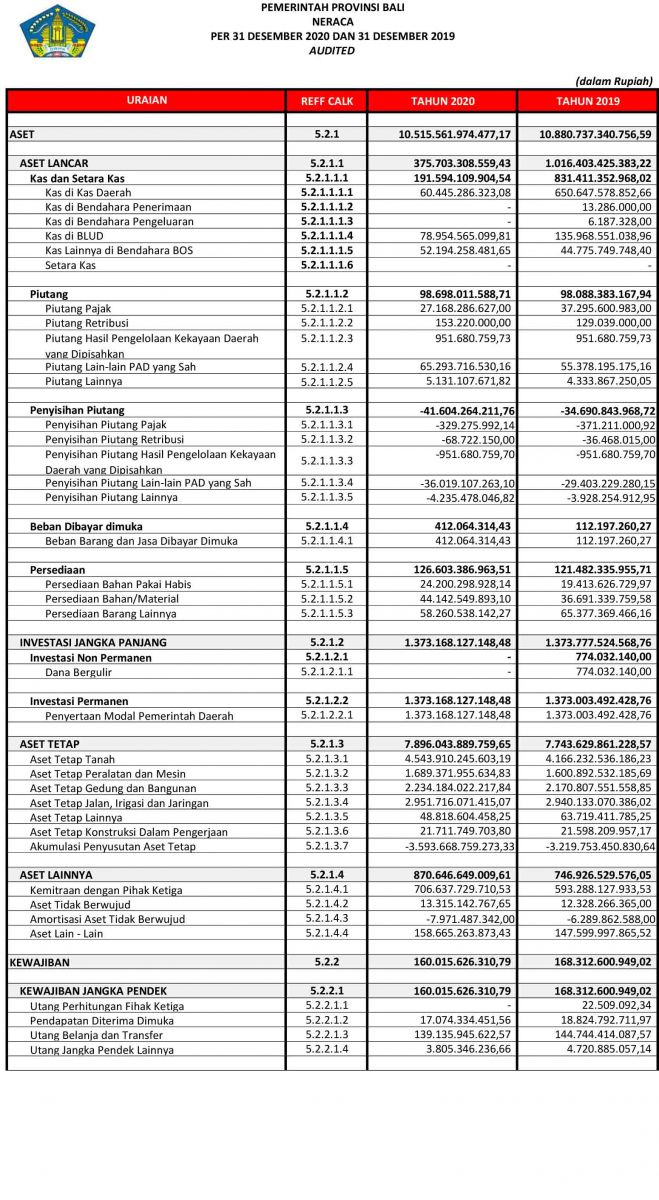 PEMERINTAH PROVINSI BALI
NERACA
PER 31 DESEMBER 2020 DAN 31 DESEMBER 2019
AUDITED
(dalam Rupiah)
URAIAN REFF CALK TAHUN 2020 TAHUN 2019
ASET 5.2.1 10.515.561.974.477,17 10.880.737.340.756,59
ASET LANCAR 5.2.1.1 375.703.308.559,43 1.016.403.425.383,22
Kas dan Setara Kas 5.2.1.1.1 191.594.109.904,54 831.411.352.968,02
Kas di Kas Daerah 5.2.1.1.1.1 60.445.286.323,08 650.647.578.852,66
Kas di Bendahara Penerimaan 5.2.1.1.1.2 - 13.286.000,00
Kas di Bendahara Pengeluaran 5.2.1.1.1.3 - 6.187.328,00
Kas di BLUD 5.2.1.1.1.4 78.954.565.099,81 135.968.551.038,96
Kas Lainnya di Bendahara BOS 5.2.1.1.1.5 52.194.258.481,65 44.775.749.748,40
Setara Kas 5.2.1.1.1.6 - -
Piutang 5.2.1.1.2 98.698.011.588,71 98.088.383.167,94
Piutang Pajak 5.2.1.1.2.1 27.168.286.627,00 37.295.600.983,00
Piutang Retribusi 5.2.1.1.2.2 153.220.000,00 129.039.000,00
Piutang Hasil Pengelolaan Kekayaan Daerah 5.2.1.1.2.3 951.680.759,73 951.680.759,73
yang Dipisahkan
Piutang Lain-lain PAD yang Sah 5.2.1.1.2.4 65.293.716.530,16 55.378.195.175,16
Piutang Lainnya 5.2.1.1.2.5 5.131.107.671,82 4.333.867.250,05
Penyisihan Piutang 5.2.1.1.3 -41.604.264.211,76 -34.690.843.968,72
Penyisihan Piutang Pajak 5.2.1.1.3.1 -329.275.992,14 -371.211.000,92
Penyisihan Piutang Retribusi 5.2.1.1.3.2 -68.722.150,00 -36.468.015,00
Penyisihan Piutang Hasil Pengelolaan Kekayaan 5.2.1.1.3.3 -951.680.759,70 -951.680.759,70
Daerah yang Dipisahkan
Penyisihan Piutang Lain-lain PAD yang Sah 5.2.1.1.3.4 -36.019.107.263,10 -29.403.229.280,15
Penyisihan Piutang Lainnya 5.2.1.1.3.5 -4.235.478.046,82 -3.928.254.912,95
Beban Dibayar dimuka 5.2.1.1.4 412.064.314,43 112.197.260,27
Beban Barang dan Jasa Dibayar Dimuka 5.2.1.1.4.1 412.064.314,43 112.197.260,27
Persediaan 5.2.1.1.5 126.603.386.963,51 121.482.335.955,71
Persediaan Bahan Pakai Habis 5.2.1.1.5.1 24.200.298.928,14 19.413.626.729,97
Persediaan Bahan/Material 5.2.1.1.5.2 44.142.549.893,10 36.691.339.759,58
Persediaan Barang Lainnya 5.2.1.1.5.3 58.260.538.142,27 65.377.369.466,16
INVESTASI JANGKA PANJANG 5.2.1.2 1.373.168.127.148,48 1.373.777.524.568,76
Investasi Non Permanen 5.2.1.2.1 - 774.032.140,00
Dana Bergulir 5.2.1.2.1.1 - 774.032.140,00
Investasi Permanen 5.2.1.2.2 1.373.168.127.148,48 1.373.003.492.428,76
Penyertaan Modal Pemerintah Daerah 5.2.1.2.2.1 1.373.168.127.148,48 1.373.003.492.428,76
ASET TETAP 5.2.1.3 7.896.043.889.759,65 7.743.629.861.228,57
Aset Tetap Tanah 5.2.1.3.1 4.543.910.245.603,19 4.166.232.536.186,23
Aset Tetap Peralatan dan Mesin 5.2.1.3.2 1.689.371.955.634,83 1.600.892.532.185,69
Aset Tetap Gedung dan Bangunan 5.2.1.3.3 2.234.184.022.217,84 2.170.807.551.558,85
Aset Tetap Jalan, Irigasi dan Jaringan 5.2.1.3.4 2.951.716.071.415,07 2.940.133.070.386,02
Aset Tetap Lainnya 5.2.1.3.5 48.818.604.458,25 63.719.411.785,25
Aset Tetap Konstruksi Dalam Pengerjaan 5.2.1.3.6 21.711.749.703,80 21.598.209.957,17
Akumulasi Penyusutan Aset Tetap 5.2.1.3.7 -3.593.668.759.273,33 -3.219.753.450.830,64
ASET LAINNYA 5.2.1.4 870.646.649.009,61 746.926.529.576,05
Kemitraan dengan Pihak Ketiga 5.2.1.4.1 706.637.729.710,53 593.288.127.933,53
Aset Tidak Berwujud 5.2.1.4.2 13.315.142.767,65 12.328.266.365,00
Amortisasi Aset Tidak Berwujud 5.2.1.4.3 -7.971.487.342,00 -6.289.862.588,00
Aset Lain - Lain 5.2.1.4.4 158.665.263.873,43 147.599.997.865,52
KEWAJIBAN 5.2.2 160.015.626.310,79 168.312.600.949,02
KEWAJIBAN JANGKA PENDEK 5.2.2.1 160.015.626.310,79 168.312.600.949,02
Utang Perhitungan Fihak Ketiga 5.2.2.1.1 - 22.509.092,34
Pendapatan Diterima Dimuka 5.2.2.1.2 17.074.334.451,56 18.824.792.711,97
Utang Belanja dan Transfer 5.2.2.1.3 139.135.945.622,57 144.744.414.087,57
Utang Jangka Pendek Lainnya 5.2.2.1.4 3.805.346.236,66 4.720.885.057,14